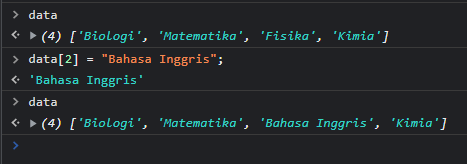 data
(4) ['Biologi', 'Matematika', 'Fisika', 'Kimia']
data[2] = "Bahasa Inggris";
'Bahasa Inggris'
data
(4) ['Biologi', 'Matematika', 'Bahasa Inggris', 'Kimia']